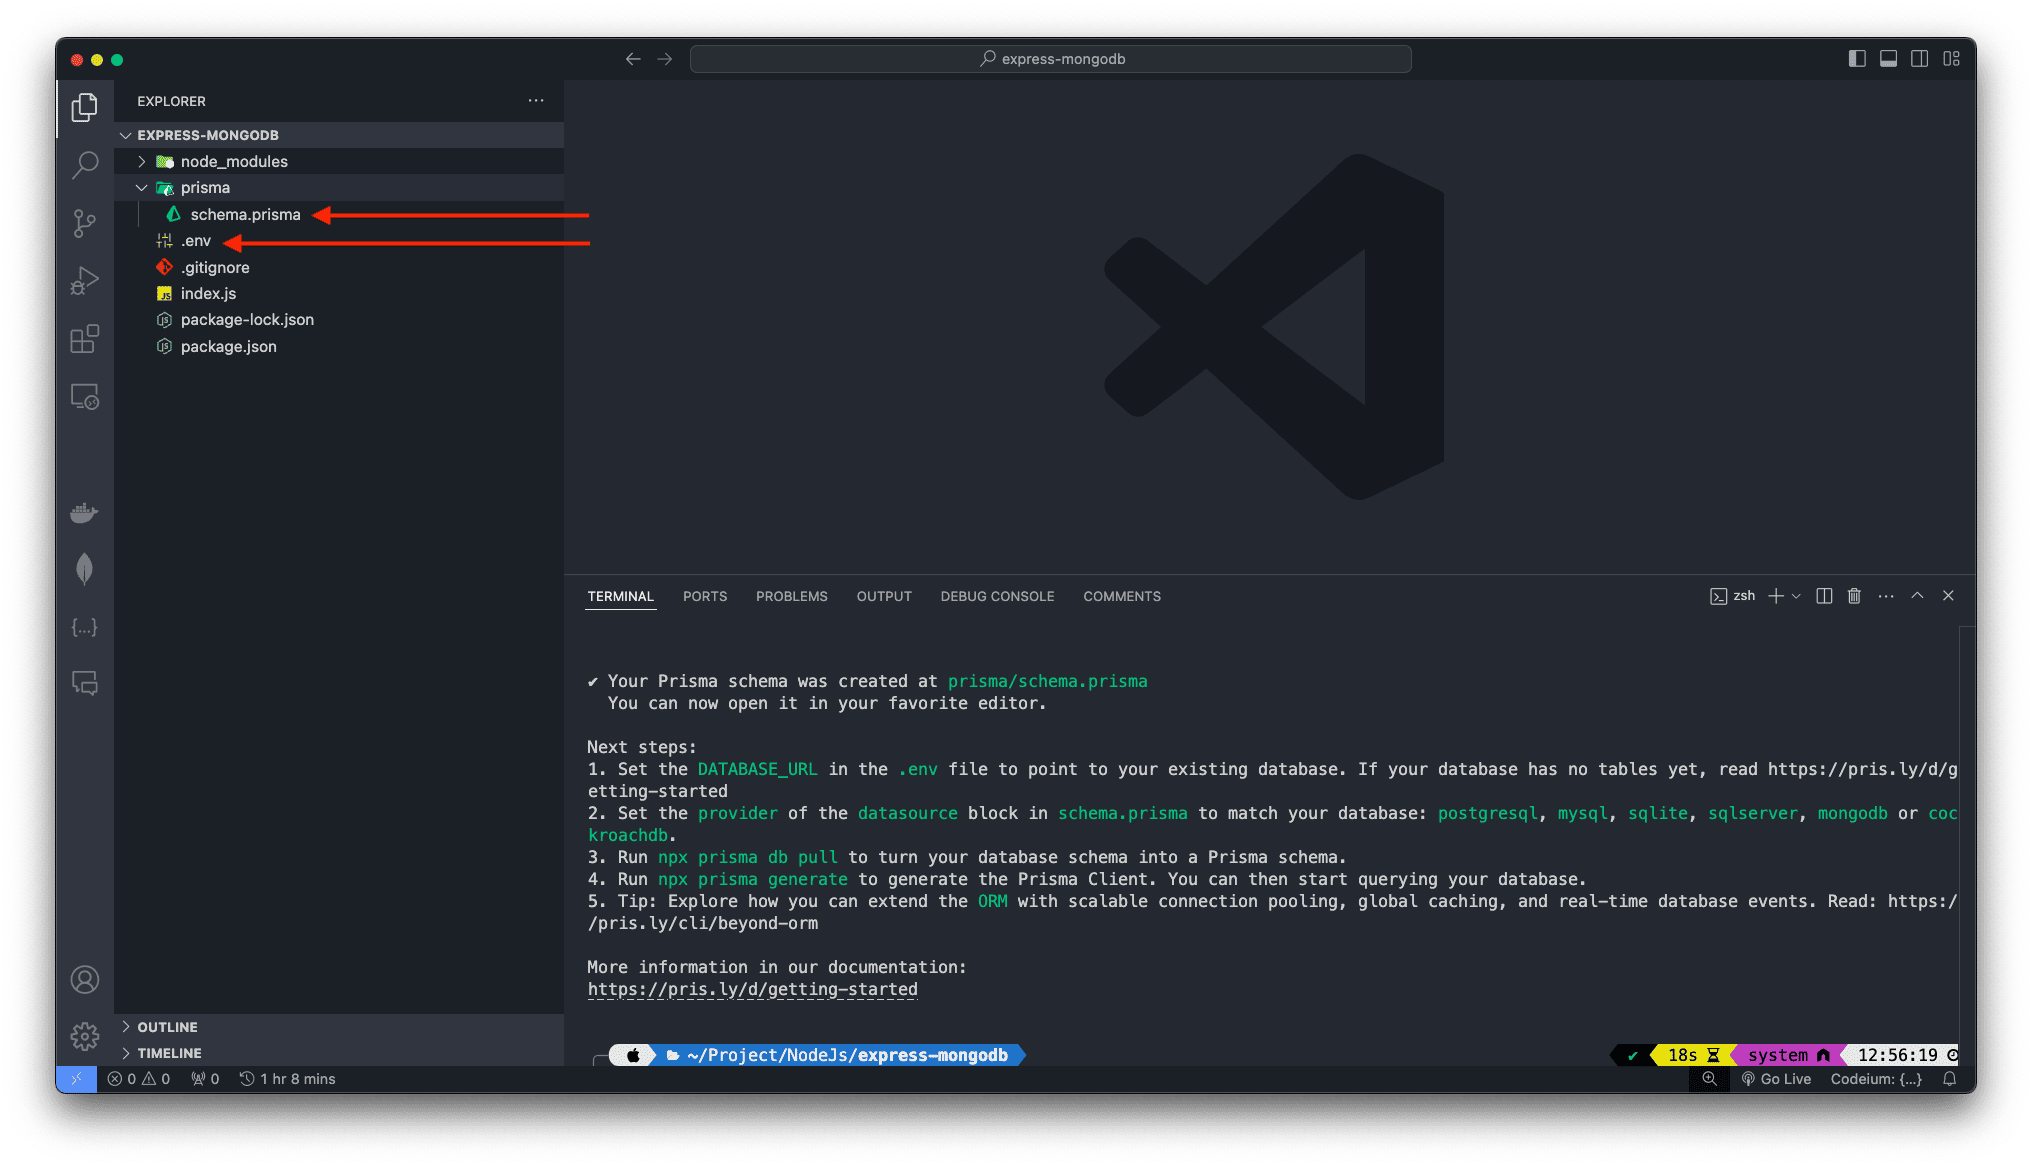 express-mongodb
EXPLORER
EXPRESS-MONGODB
node_modules
prisma
schema.prisma
.env
.gitignore
index.js
package-lock.json
package.json
OUTLINE
TIMELINE
TERMINAL PORTS PROBLEMS OUTPUT DEBUG CONSOLE COMMENTS
zsh
✔ Your Prisma schema was created at prisma/schema.prisma
You can now open it in your favorite editor.
Next steps:
1. Set the DATABASE_URL in the .env file to point to your existing database. If your database has no tables yet, read https://pris.ly/d/g
etting-started
2. Set the provider of the datasource block in schema.prisma to match your database: postgresql, mysql, sqlite, sqlserver, mongodb or coc
kroachdb.
3. Run npx prisma db pull to turn your database schema into a Prisma schema.
4. Run npx prisma generate to generate the Prisma Client. You can then start querying your database.
5. Tip: Explore how you can extend the ORM with scalable connection pooling, global caching, and real-time database events. Read: https:/
/pris.ly/cli/beyond-orm
More information in our documentation:
https://pris.ly/d/getting-started
~/Project/NodeJs/express-mongodb
✔ 18s system 12:56:19
0 0 0 1 hr 8 mins
Go Live Codeium: {...}